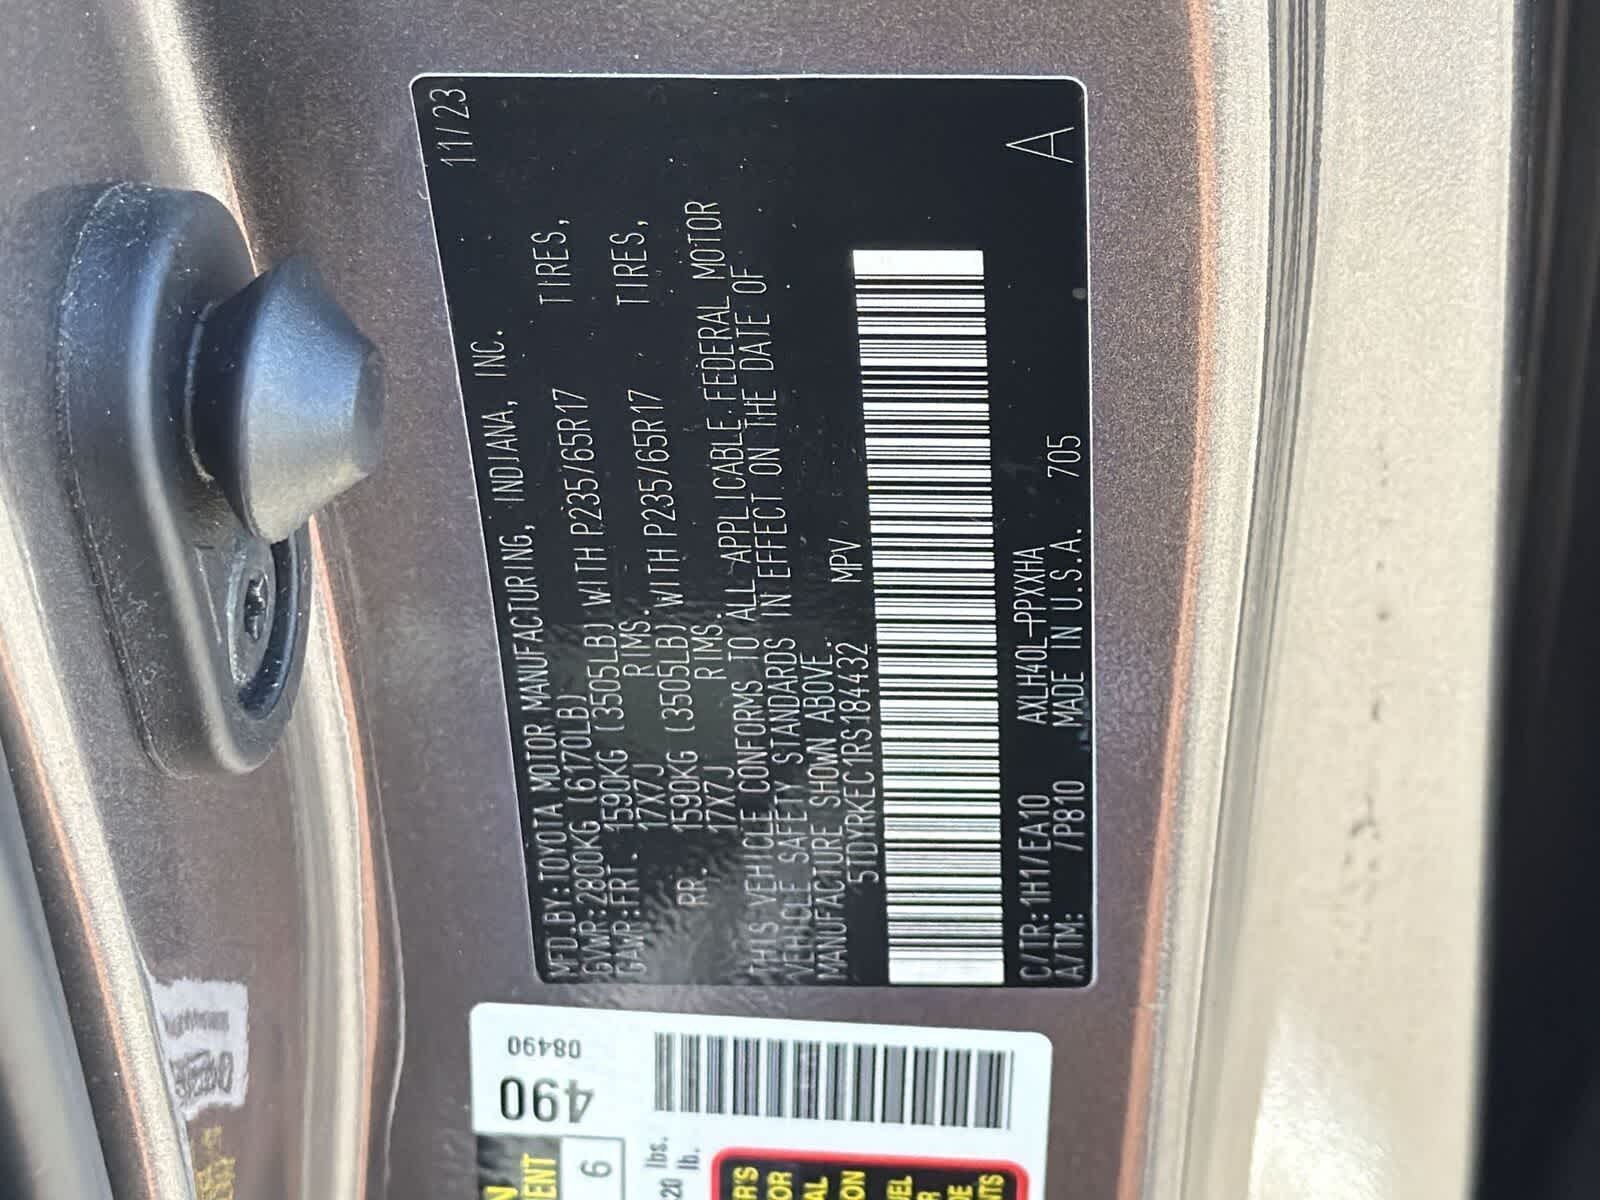 MFD.BY:TOYOTA MOTOR MANUFACTURING, INDIANA, INC. 11/23
GVWR:2800KG (6170LB)
GAWR:FRT. 1590KG (3505LB) WITH P235/65R17 TIRES,
17X7J RIMS.
RR. 1590KG (3505LB) WITH P235/65R17 TIRES,
17X7J RIMS.
THIS VEHICLE CONFORMS TO ALL APPLICABLE FEDERAL MOTOR
VEHICLE SAFETY STANDARDS IN EFFECT ON THE DATE OF
MANUFACTURE SHOWN ABOVE.
5TDYRKEC1RS184432 MPV
C/TR:1H1/EA10 AXLH40L-PPXXHA
A/TM: /P810 MADE IN U.S.A. 705
A
490
08490
6
20 lbs.
lb.